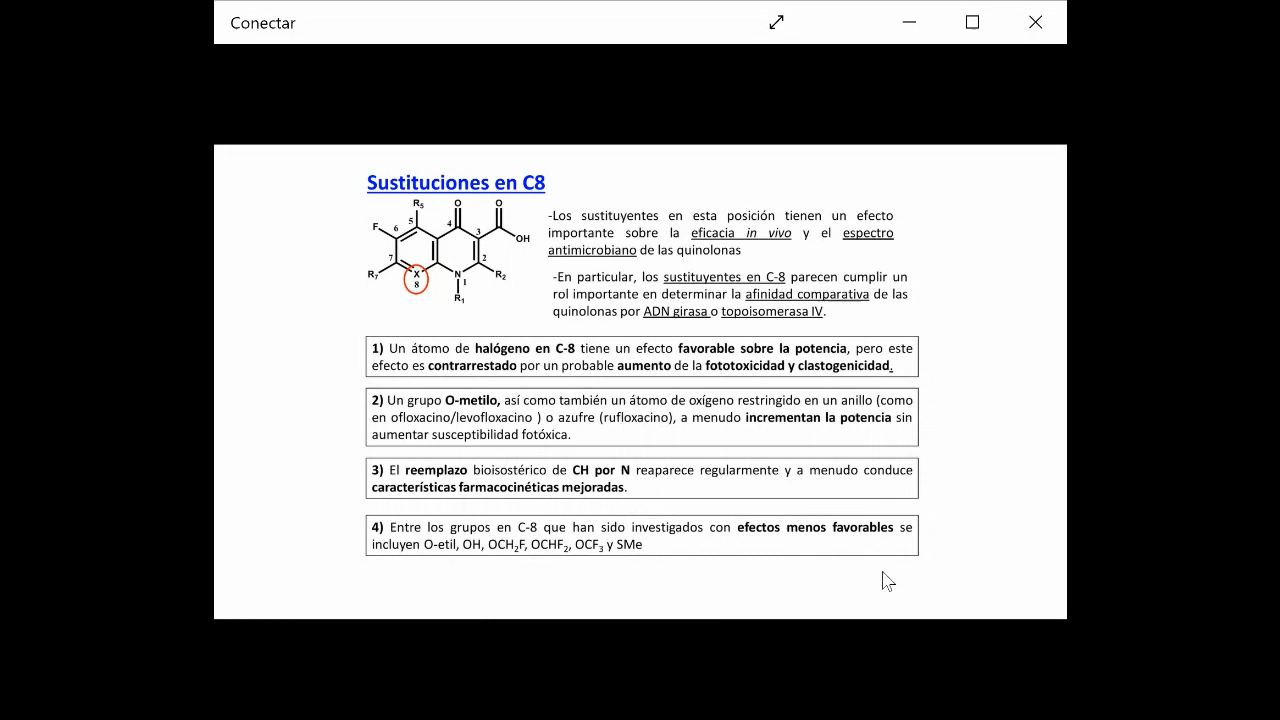 Conectar
Sustituciones en C8
R5
O
O
F
6
5
4
3
OH
7
2
R7
X
8
N
1
R2
R1
-Los sustituyentes en esta posición tienen un efecto
importante sobre la eficacia in vivo y el espectro
antimicrobiano de las quinolonas
-En particular, los sustituyentes en C-8 parecen cumplir un
rol importante en determinar la afinidad comparativa de las
quinolonas por ADN girasa o topoisomerasa IV.
1) Un átomo de halógeno en C-8 tiene un efecto favorable sobre la potencia, pero este
efecto es contrarrestado por un probable aumento de la fototoxicidad y clastogenicidad.
2) Un grupo O-metilo, así como también un átomo de oxígeno restringido en un anillo (como
en ofloxacino/levofloxacino ) o azufre (rufloxacino), a menudo incrementan la potencia sin
aumentar susceptibilidad fotóxica.
3) El reemplazo bioisostérico de CH por N reaparece regularmente y a menudo conduce
características farmacocinéticas mejoradas.
4) Entre los grupos en C-8 que han sido investigados con efectos menos favorables se
incluyen O-etil, OH, OCH2F, OCHF2, OCF3 y SMe